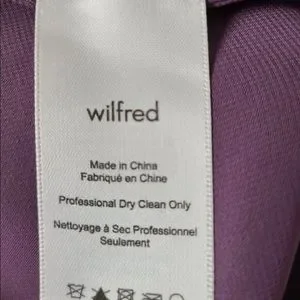 wilfred
Made in China
Fabriqué en Chine
Professional Dry Clean Only
Nettoyage à Sec Professionnel
Seulement